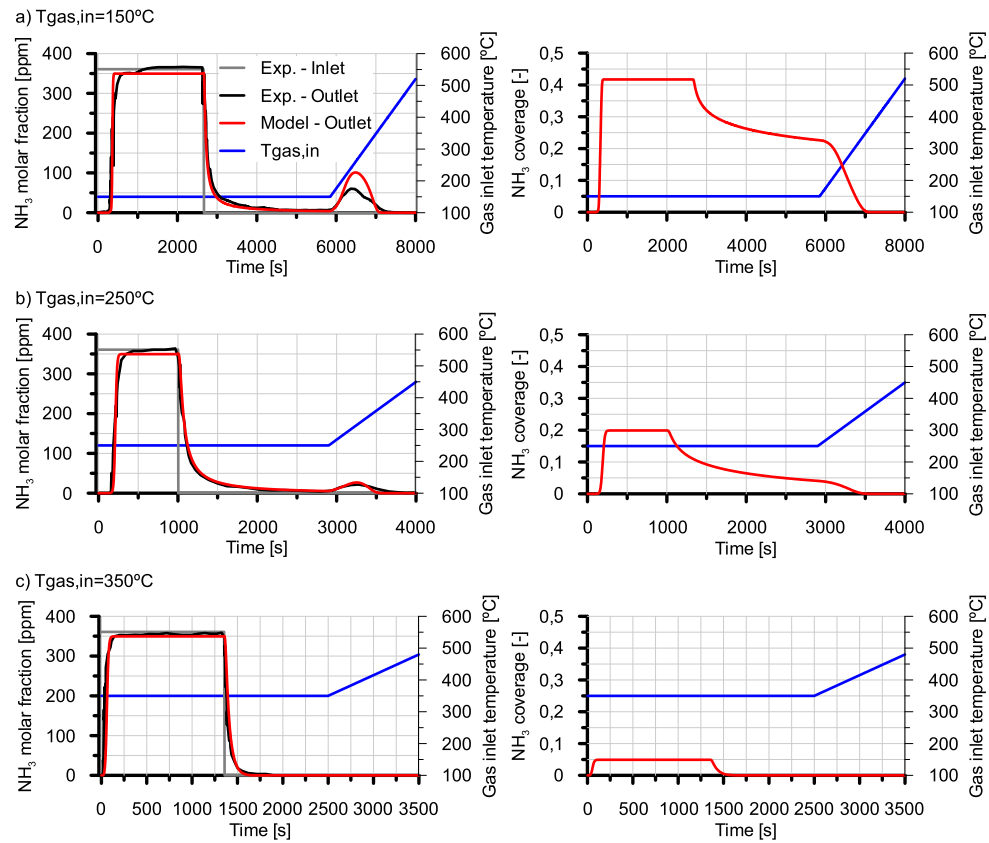 a) Tgas,in=150ºC
NH3 molar fraction [ppm]
400
300
200
100
0
Exp. - Inlet
Exp. - Outlet
Model - Outlet
Tgas,in
600
500
400
300
200
100
Gas inlet temperature [ºC]
0 2000 4000 6000 8000
Time [s]
NH3 coverage [-]
0,5
0,4
0,3
0,2
0,1
0
600
500
400
300
200
100
Gas inlet temperature [ºC]
0 2000 4000 6000 8000
Time [s]
b) Tgas,in=250ºC
NH3 molar fraction [ppm]
400
300
200
100
0
600
500
400
300
200
100
Gas inlet temperature [ºC]
0 1000 2000 3000 4000
Time [s]
NH3 coverage [-]
0,5
0,4
0,3
0,2
0,1
0
600
500
400
300
200
100
Gas inlet temperature [ºC]
0 1000 2000 3000 4000
Time [s]
c) Tgas,in=350ºC
NH3 molar fraction [ppm]
400
300
200
100
0
600
500
400
300
200
100
Gas inlet temperature [ºC]
0 500 1000 1500 2000 2500 3000 3500
Time [s]
NH3 coverage [-]
0,5
0,4
0,3
0,2
0,1
0
600
500
400
300
200
100
Gas inlet temperature [ºC]
0 500 1000 1500 2000 2500 3000 3500
Time [s]